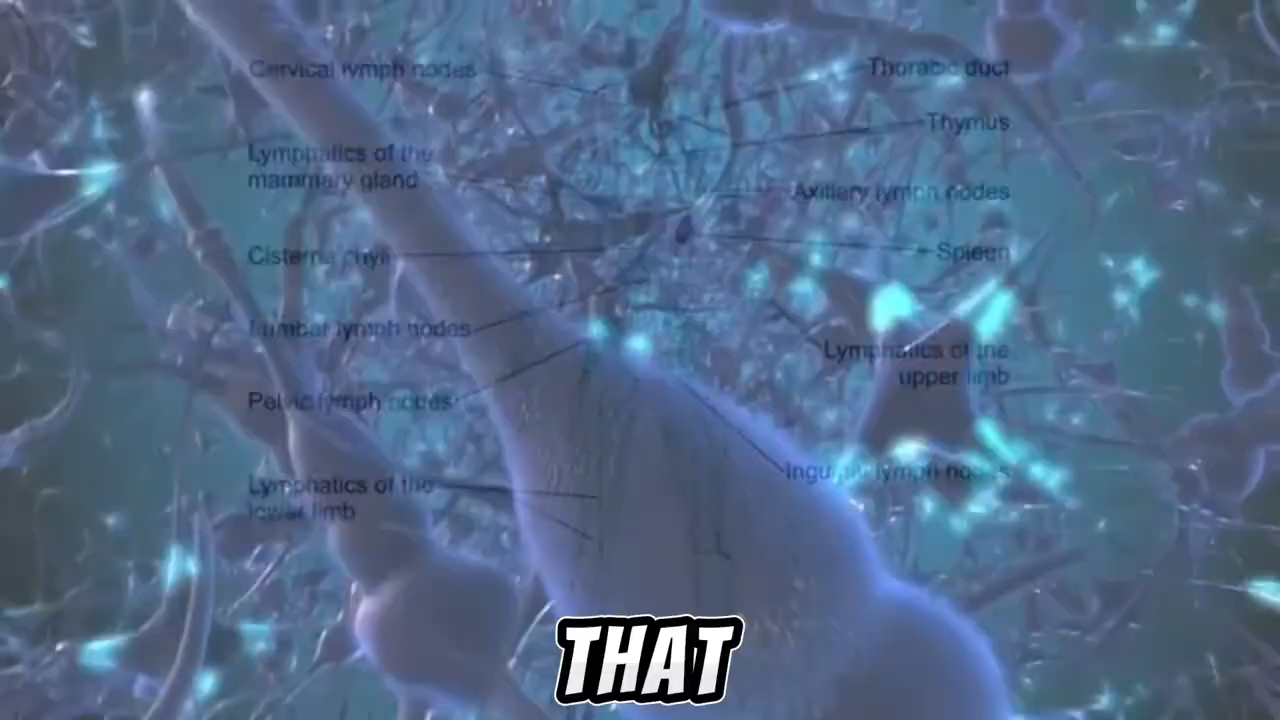 Cervical lymph nodes
Thoracic duct
Thymus
Lymphatics of the
mammary gland
Axillary lymph nodes
Cisterna chyli
Spleen
Lumbar lymph nodes
Lymphatics of the
upper limb
Pelvic lymph nodes
Inguinal lymph nodes
Lymphatics of the
lower limb
THAT